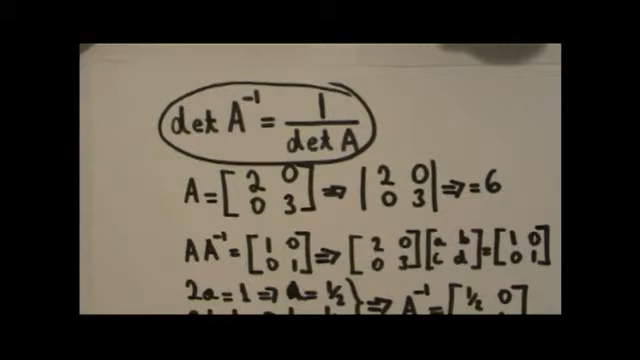 det A⁻¹ = 1 / det A
A = [2 0; 0 3] ⇒ |2 0; 0 3| ⇒ = 6
AA⁻¹ = [1 0; 0 1] ⇒ [2 0; 0 3][a b; c d] = [1 0; 0 1]
2a = 1 ⇒ a = 1/2 } ⇒ A⁻¹ = [1/2 0